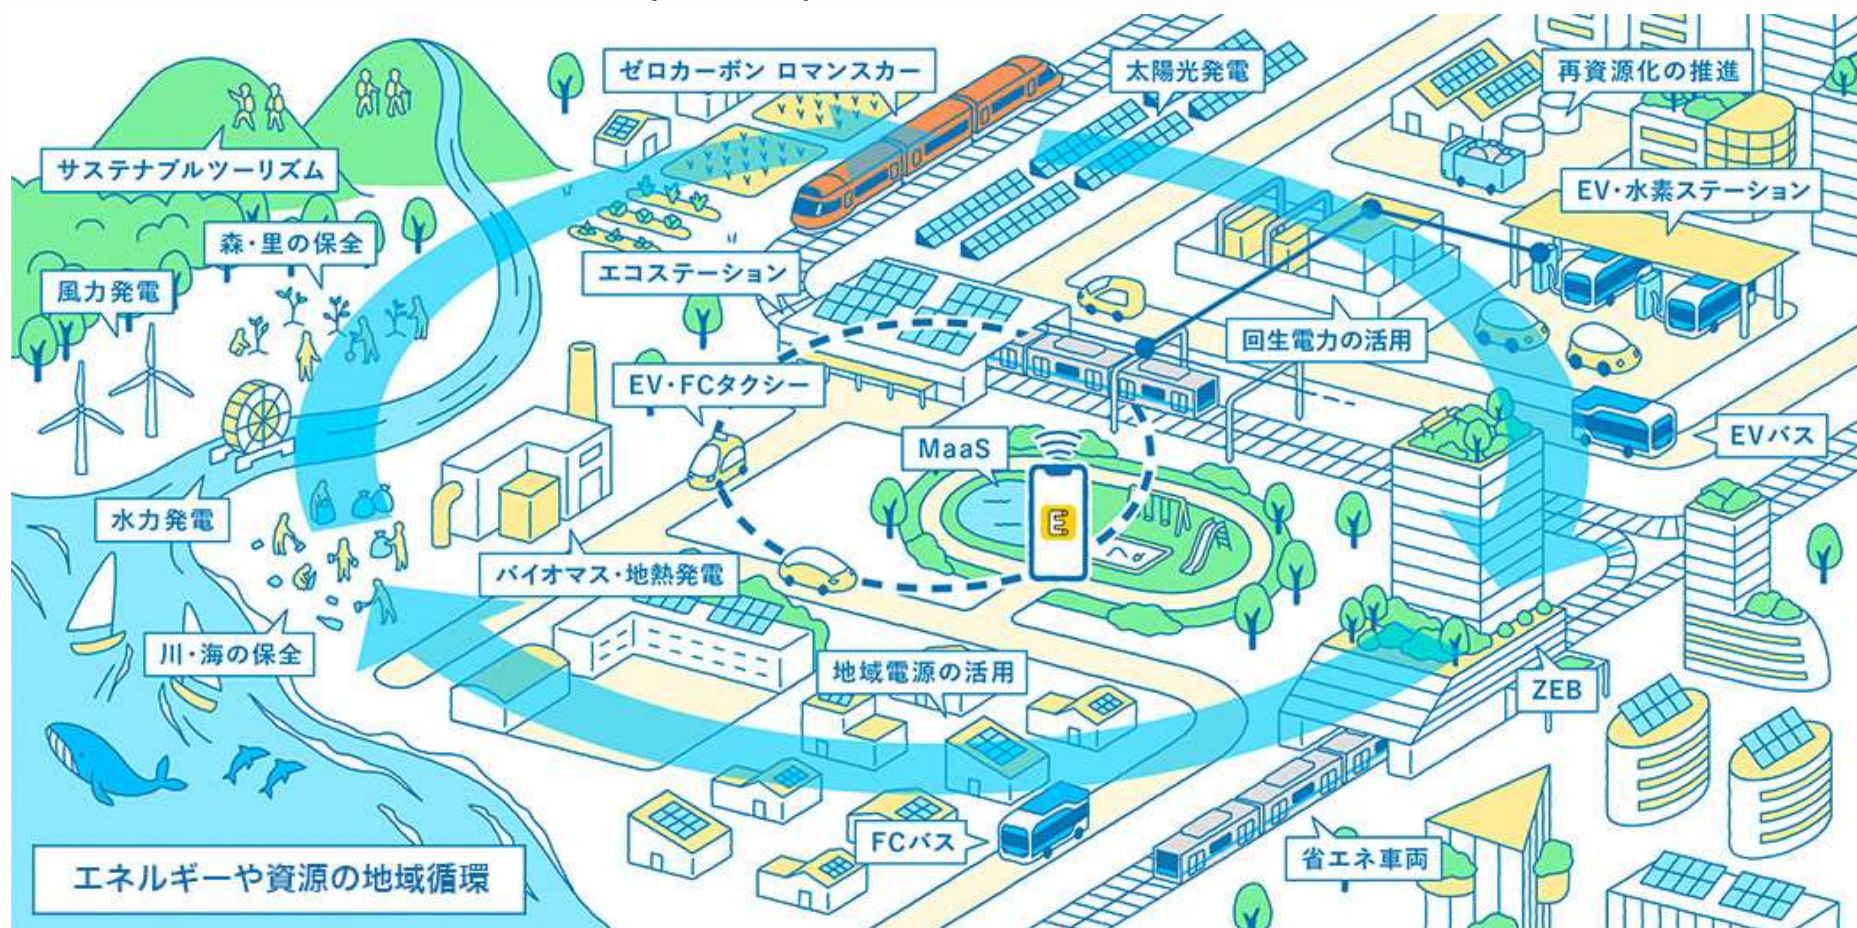 ゼロカーボン ロマンスカー
太陽光発電
再資源化の推進
サステナブルツーリズム
EV・水素ステーション
森・里の保全
エコステーション
風力発電
回生電力の活用
EV・FCタクシー
EVバス
MaaS
E
水力発電
バイオマス・地熱発電
川・海の保全
地域電源の活用
ZEB
FCバス
省エネ車両
エネルギーや資源の地域循環